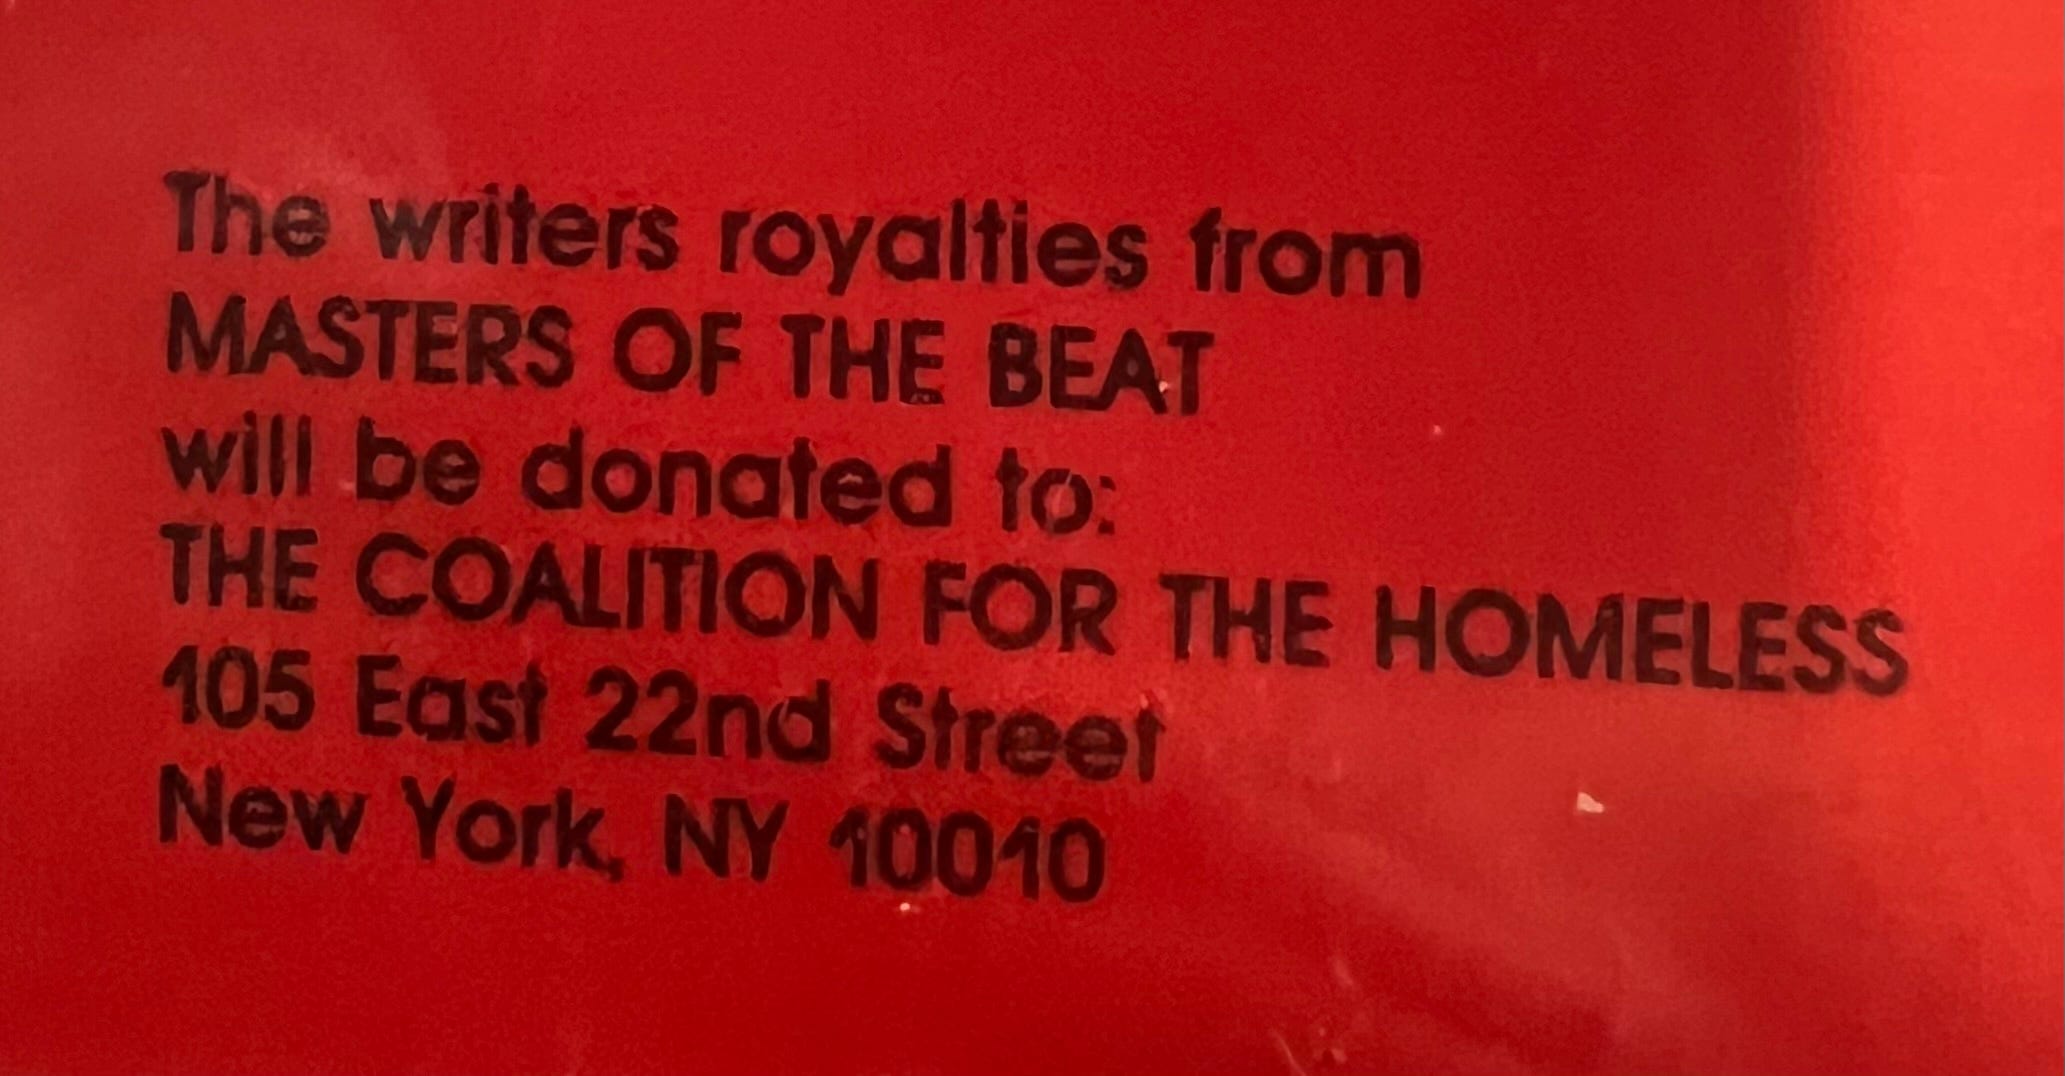 The writers royalties from
MASTERS OF THE BEAT
will be donated to:
THE COALITION FOR THE HOMELESS
105 East 22nd Street
New York, NY 10010